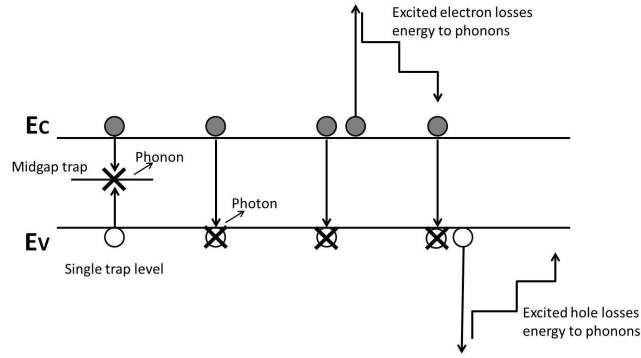 Excited electron losses
energy to phonons
Ec
Midgap trap
Phonon
Photon
Ev
Single trap level
Excited hole losses
energy to phonons